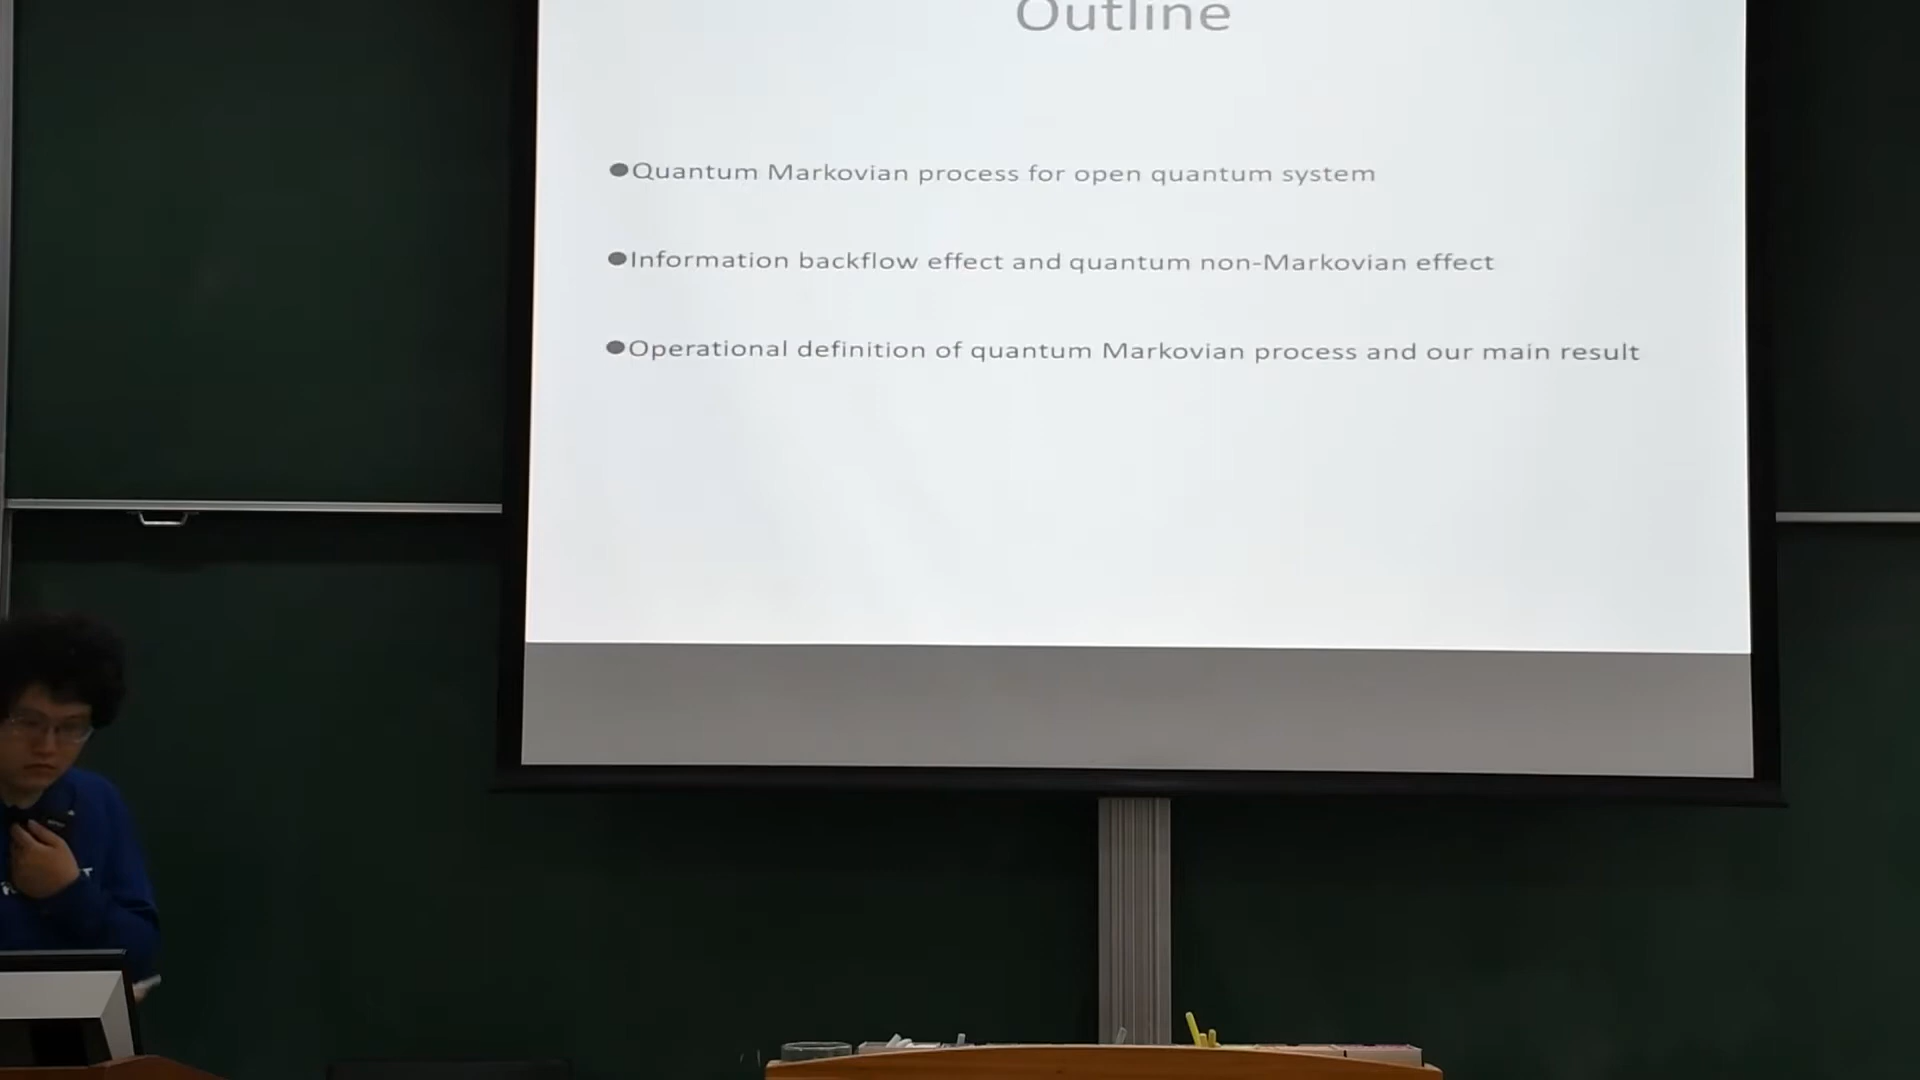 Outline
●Quantum Markovian process for open quantum system
●Information backflow effect and quantum non-Markovian effect
●Operational definition of quantum Markovian process and our main result